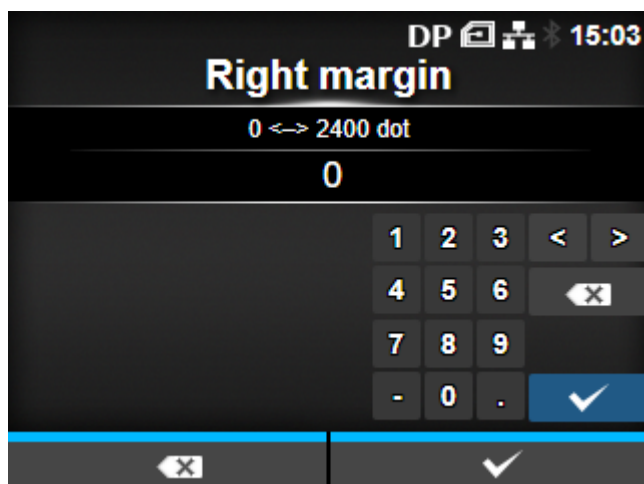 DP 15:03
Right margin
0 <--> 2400 dot
0
1 2 3 < >
4 5 6
7 8 9
- 0 .